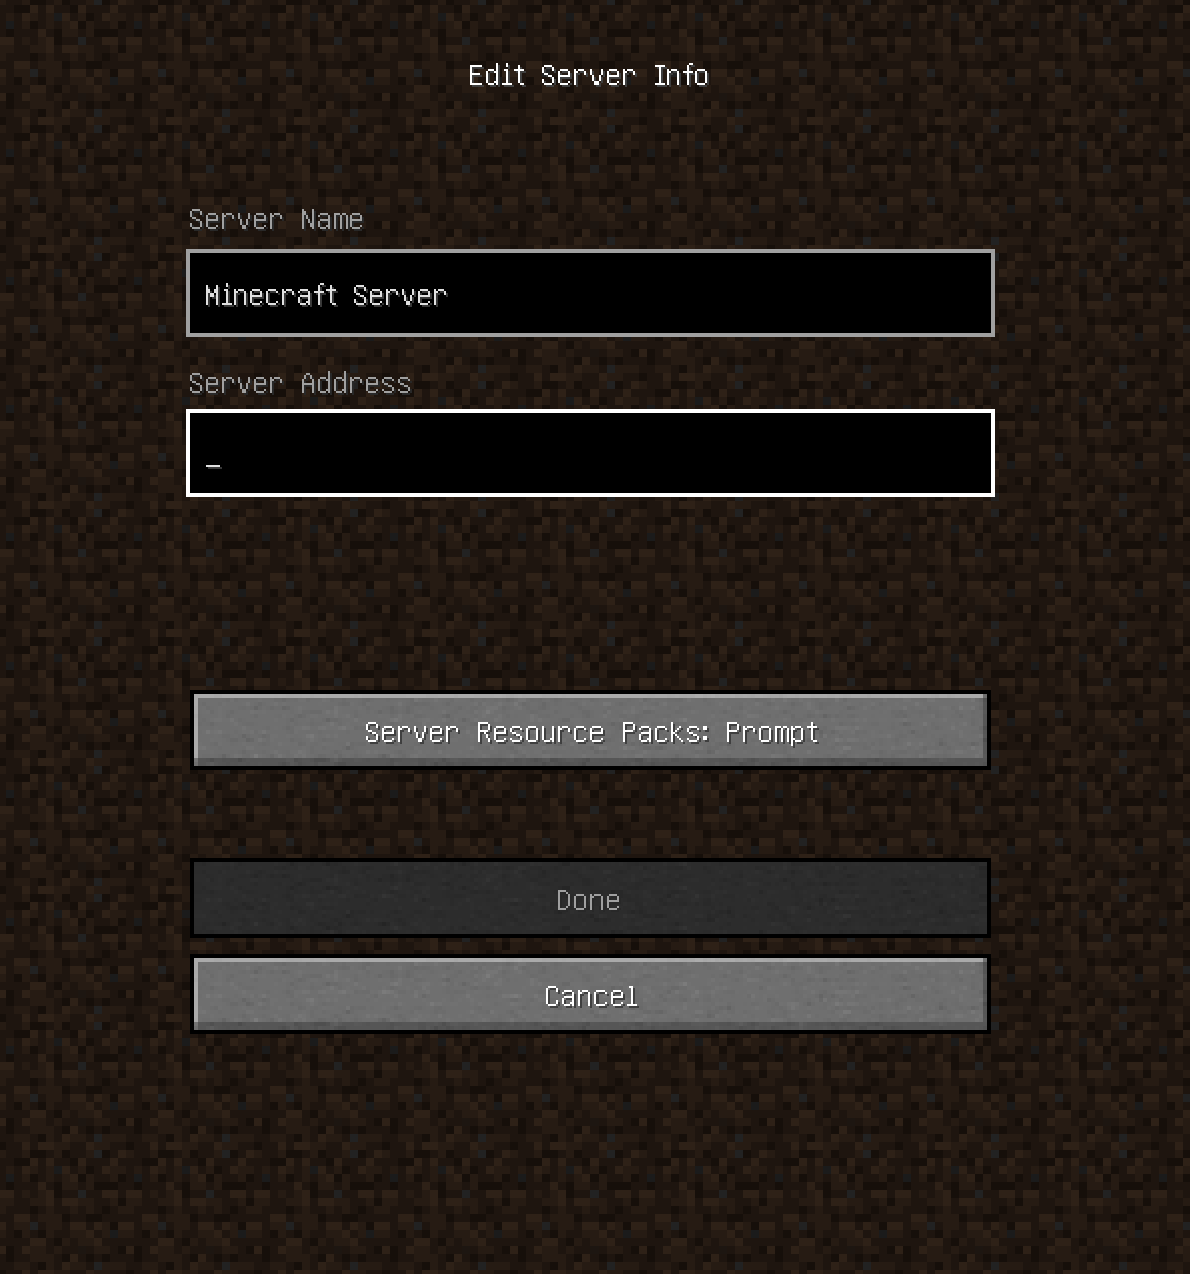 Edit Server Info
Server Name
Minecraft Server
Server Address
_
Server Resource Packs: Prompt
Done
Cancel